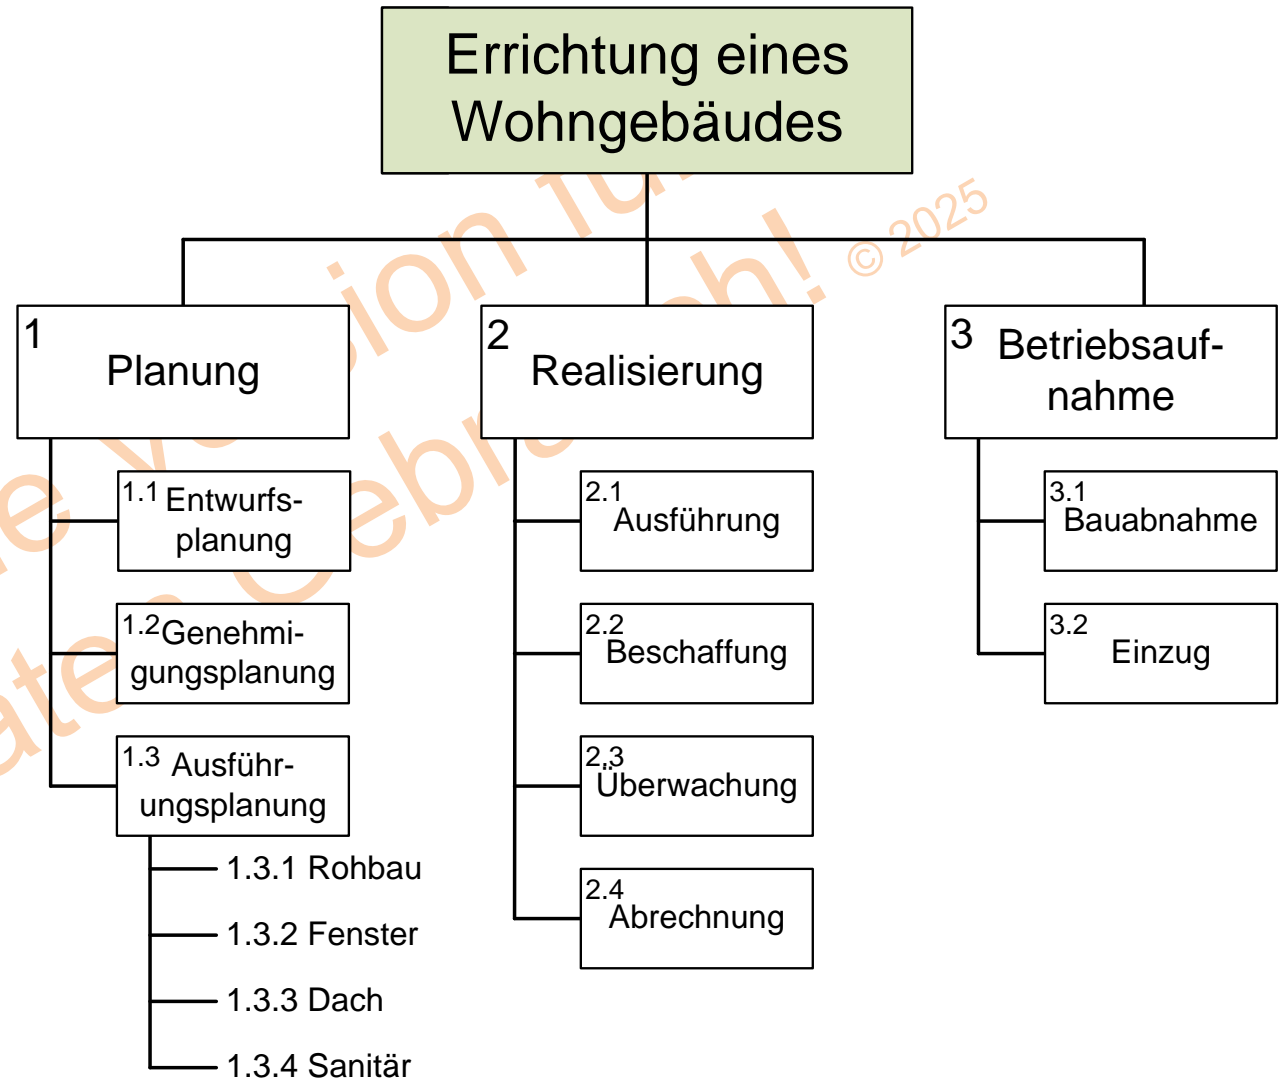 Errichtung eines
Wohngebäudes
© 2025
1
Planung
2
Realisierung
3
Betriebsauf-
nahme
1.1 Entwurfs-
planung
1.2 Genehmi-
gungsplanung
1.3 Ausführ-
ungsplanung
1.3.1 Rohbau
1.3.2 Fenster
1.3.3 Dach
1.3.4 Sanitär
2.1
Ausführung
2.2
Beschaffung
2.3
Überwachung
2.4
Abrechnung
3.1
Bauabnahme
3.2
Einzug